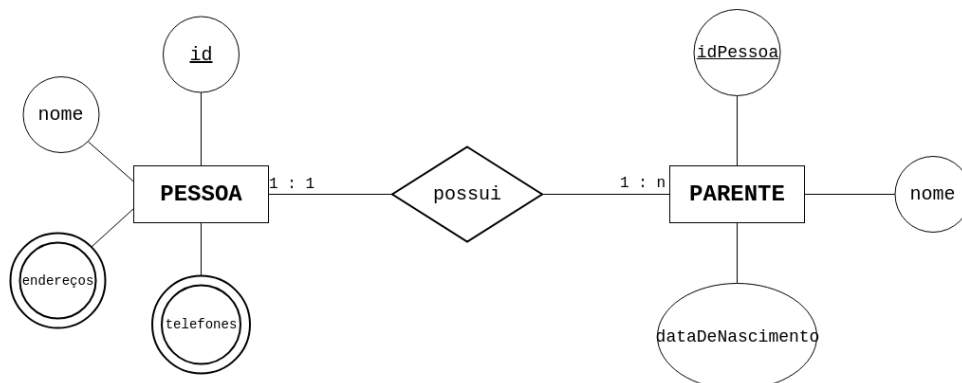 id
idPessoa
nome
PESSOA
1 : 1
possui
1 : n
PARENTE
nome
endereços
telefones
dataDeNascimento